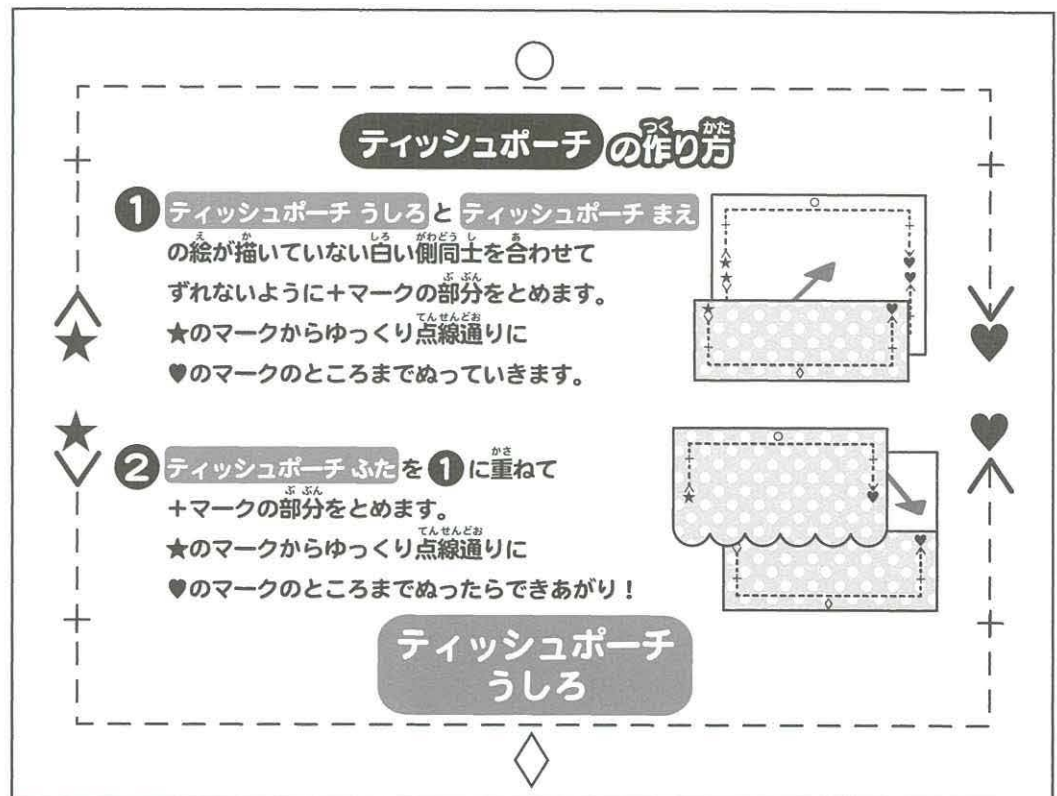 ティッシュポーチの作り方
❶ ティッシュポーチ うしろ と ティッシュポーチ まえ
の絵が描いていない白い側同士を合わせて
ずれないように＋マークの部分をとめます。
★のマークからゆっくり点線通りに
♥のマークのところまでぬっていきます。
❷ ティッシュポーチ ふた を❶に重ねて
＋マークの部分をとめます。
★のマークからゆっくり点線通りに
♥のマークのところまでぬったらできあがり！
ティッシュポーチ
うしろ